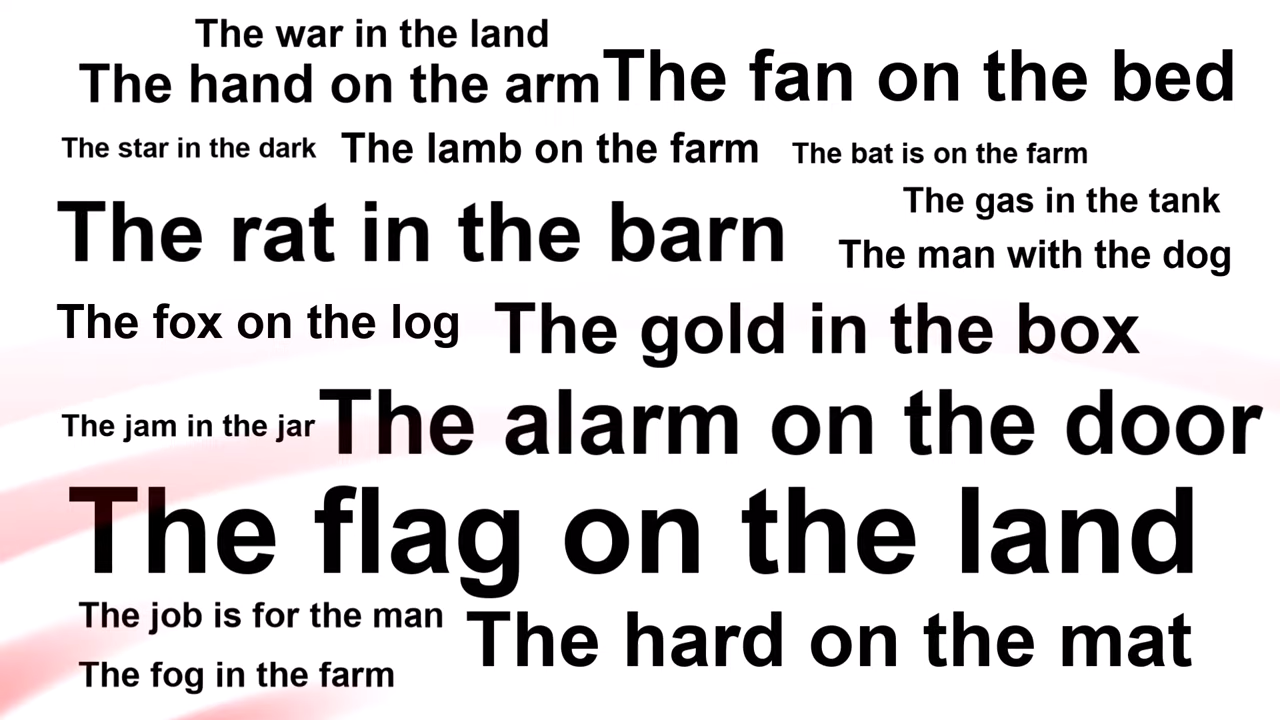 The war in the land
The hand on the arm
The fan on the bed
The star in the dark
The lamb on the farm
The bat is on the farm
The rat in the barn
The gas in the tank
The man with the dog
The fox on the log
The gold in the box
The jam in the jar
The alarm on the door
The flag on the land
The job is for the man
The hard on the mat
The fog in the farm